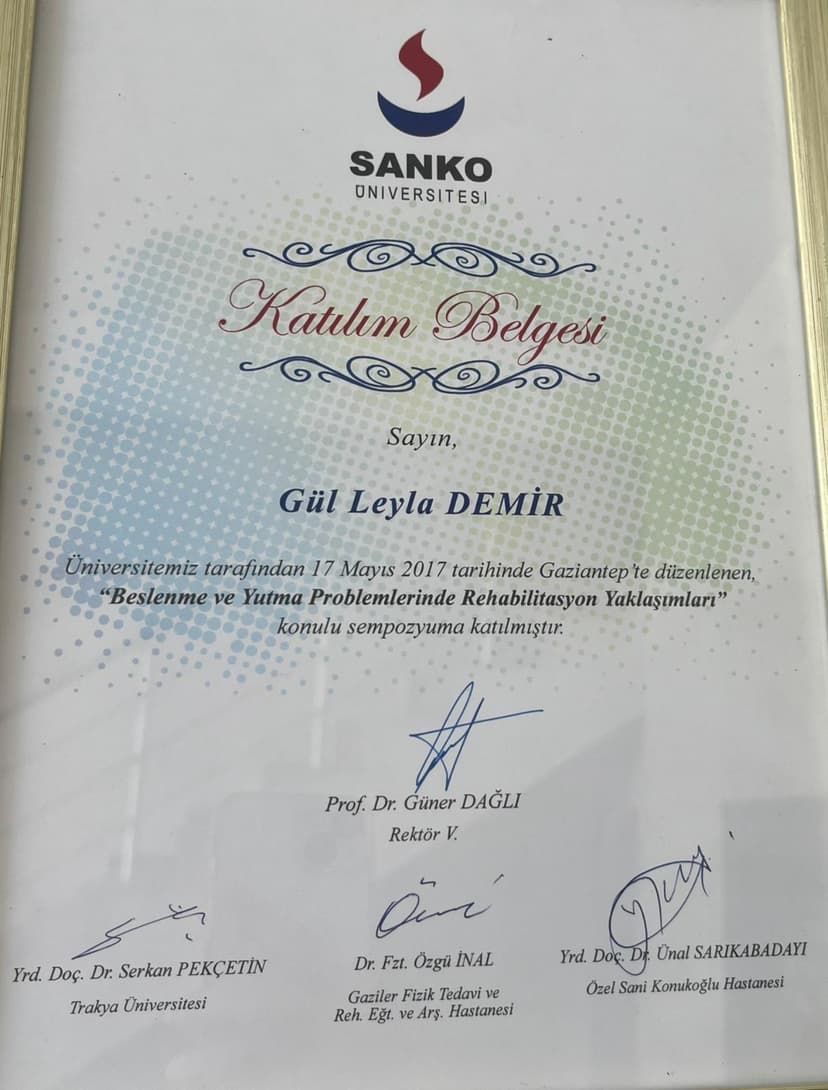 SANKO
ÜNİVERSİTESİ
Katılım Belgesi
Sayın,
Gül Leyla DEMİR
Üniversitemiz tarafından 17 Mayıs 2017 tarihinde Gaziantep'te düzenlenen,
“Beslenme ve Yutma Problemlerinde Rehabilitasyon Yaklaşımları”
konulu sempozyuma katılmıştır.
Prof. Dr. Güner DAĞLI
Rektör V.
Yrd. Doç. Dr. Serkan PEKÇETİN
Trakya Üniversitesi
Dr. Fzt. Özgü İNAL
Gaziler Fizik Tedavi ve
Reh. Eğt. ve Arş. Hastanesi
Yrd. Doç. Dr. Ünal SARIKABADAYI
Özel Sani Konukoğlu Hastanesi